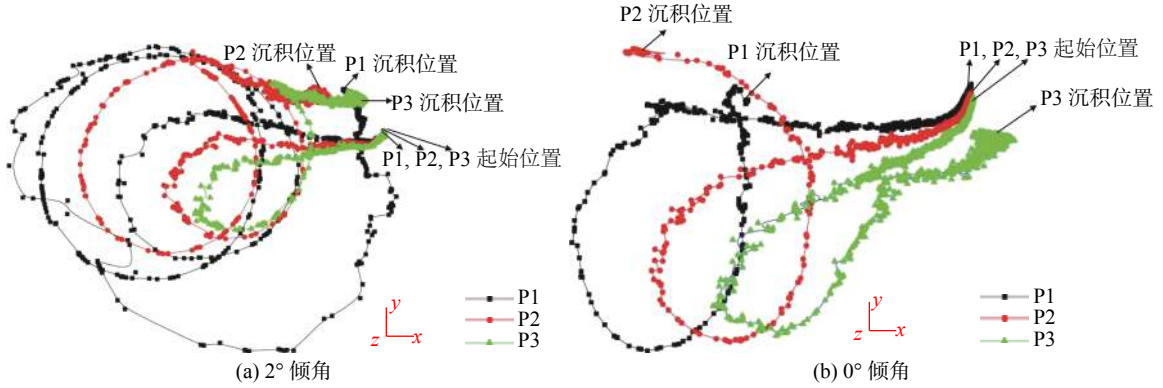 P2 沉积位置
P1 沉积位置
P3 沉积位置
P1, P2, P3 起始位置
P1
P2
P3
y
z
x
(a) 2° 倾角
P2 沉积位置
P1 沉积位置
P1, P2, P3 起始位置
P3 沉积位置
P1
P2
P3
y
z
x
(b) 0° 倾角